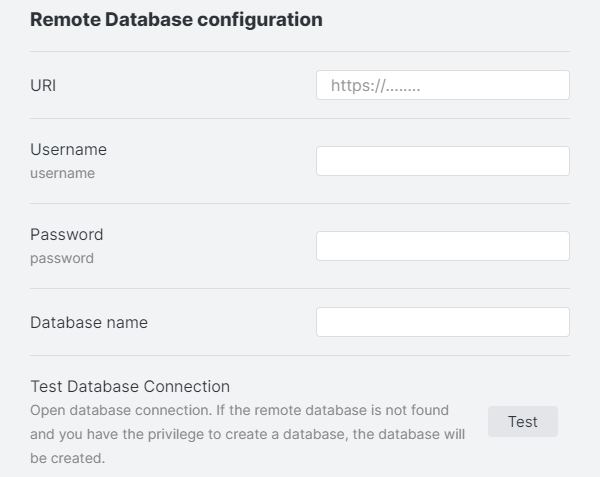 Remote Database configuration
URI
https://........
Username
username
Password
password
Database name
Test Database Connection
Open database connection. If the remote database is not found
and you have the privilege to create a database, the database will
be created.
Test